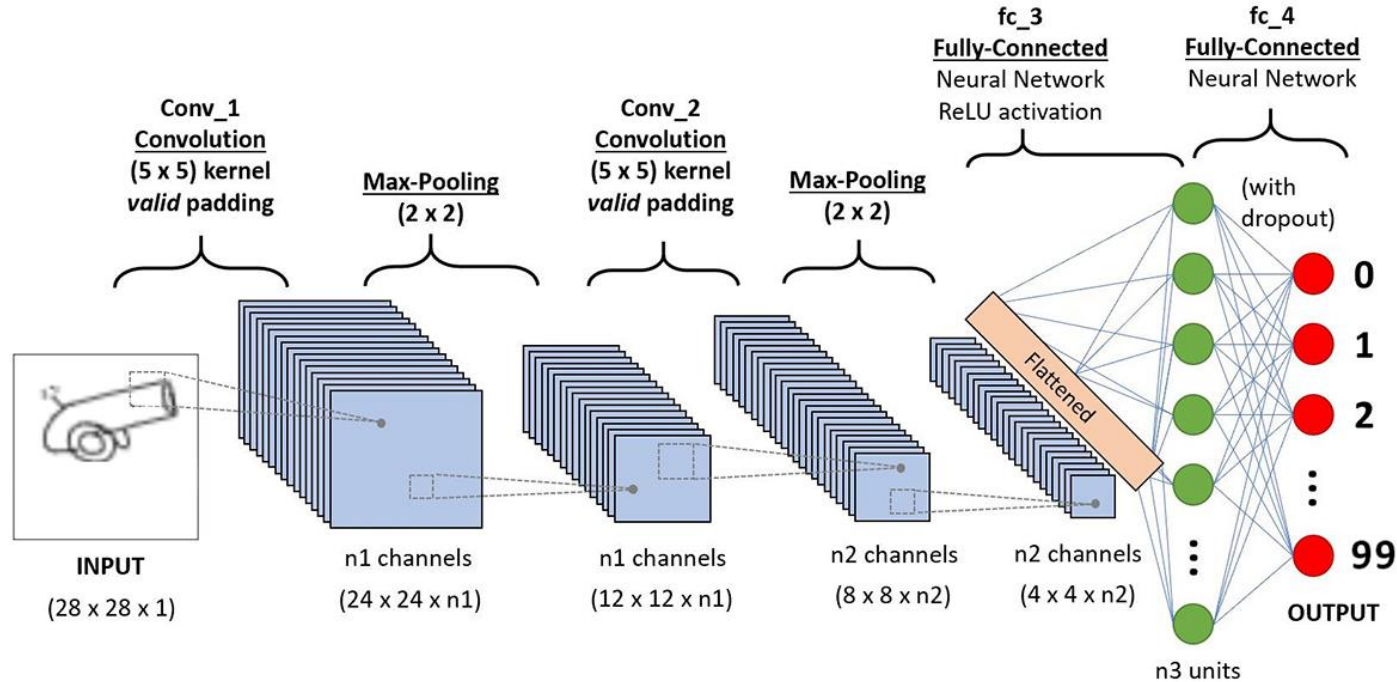 fc_3
Fully-Connected
Neural Network
ReLU activation
fc_4
Fully-Connected
Neural Network
Conv_1
Convolution
(5 x 5) kernel
valid padding
Max-Pooling
(2 x 2)
Conv_2
Convolution
(5 x 5) kernel
valid padding
Max-Pooling
(2 x 2)
(with
dropout)
Flattened
0
1
2
99
OUTPUT
INPUT
(28 x 28 x 1)
n1 channels
(24 x 24 x n1)
n1 channels
(12 x 12 x n1)
n2 channels
(8 x 8 x n2)
n2 channels
(4 x 4 x n2)
n3 units